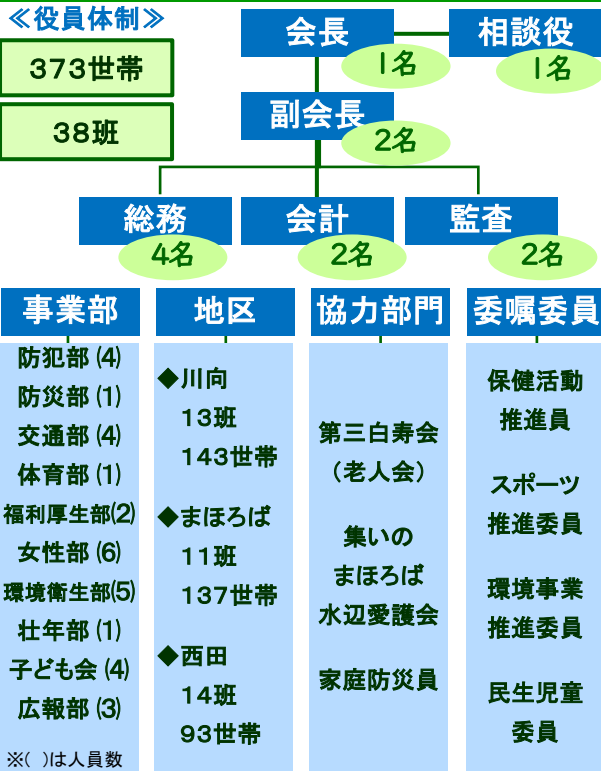 ≪役員体制≫
373世帯
38班
会長
1名
相談役
1名
副会長
2名
総務
4名
会計
2名
監査
2名
事業部
防犯部 (4)
防災部 (1)
交通部 (4)
体育部 (1)
福利厚生部(2)
女性部 (6)
環境衛生部(5)
壮年部 (1)
子ども会 (4)
広報部 (3)
※( )は人員数
地区
◆川向
13班
143世帯
◆まほろば
11班
137世帯
◆西田
14班
93世帯
協力部門
第三白寿会
（老人会）
集いの
まほろば
水辺愛護会
家庭防災員
委嘱委員
保健活動
推進員
スポーツ
推進委員
環境事業
推進委員
民生児童
委員